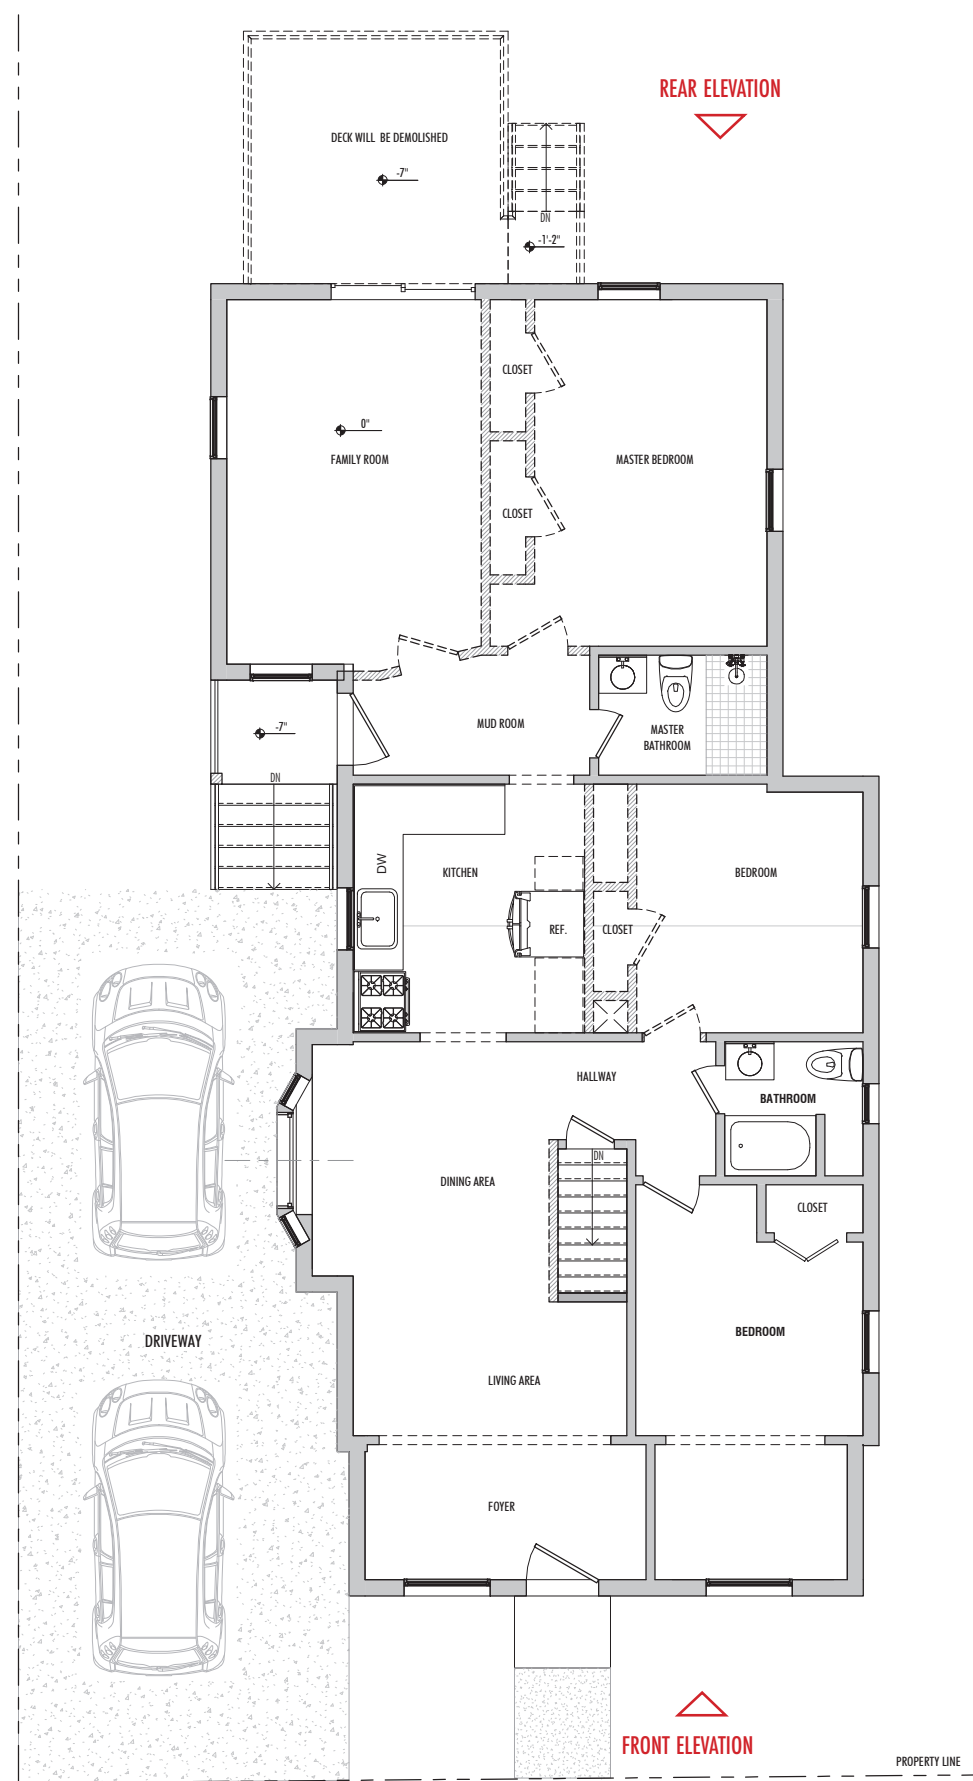 REAR ELEVATION
DECK WILL BE DEMOLISHED
-7"
DN
-1'-2"
CLOSET
0"
FAMILY ROOM
MASTER BEDROOM
CLOSET
-7"
MUD ROOM
MASTER
BATHROOM
DN
DW
KITCHEN
BEDROOM
REF.
CLOSET
HALLWAY
BATHROOM
DN
DINING AREA
CLOSET
DRIVEWAY
BEDROOM
LIVING AREA
FOYER
FRONT ELEVATION
PROPERTY LINE